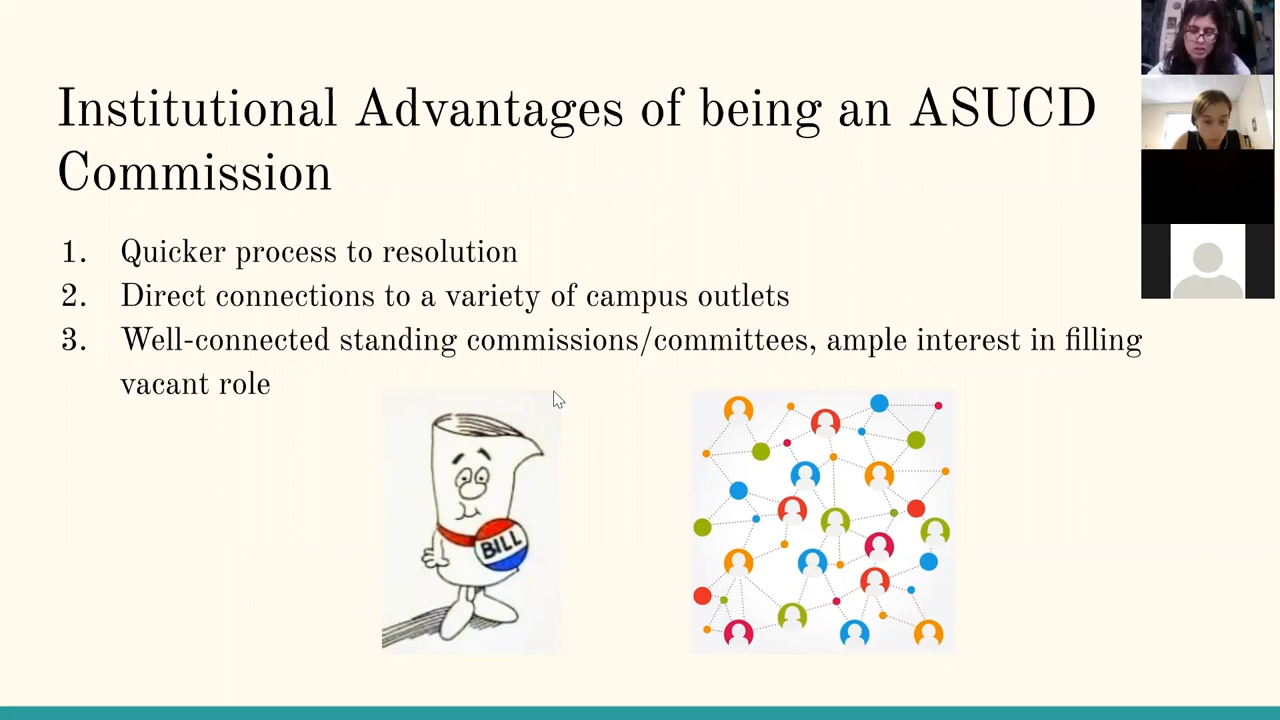 Institutional Advantages of being an ASUCD
Commission
1. Quicker process to resolution
2. Direct connections to a variety of campus outlets
3. Well-connected standing commissions/committees, ample interest in filling
vacant role
BILL